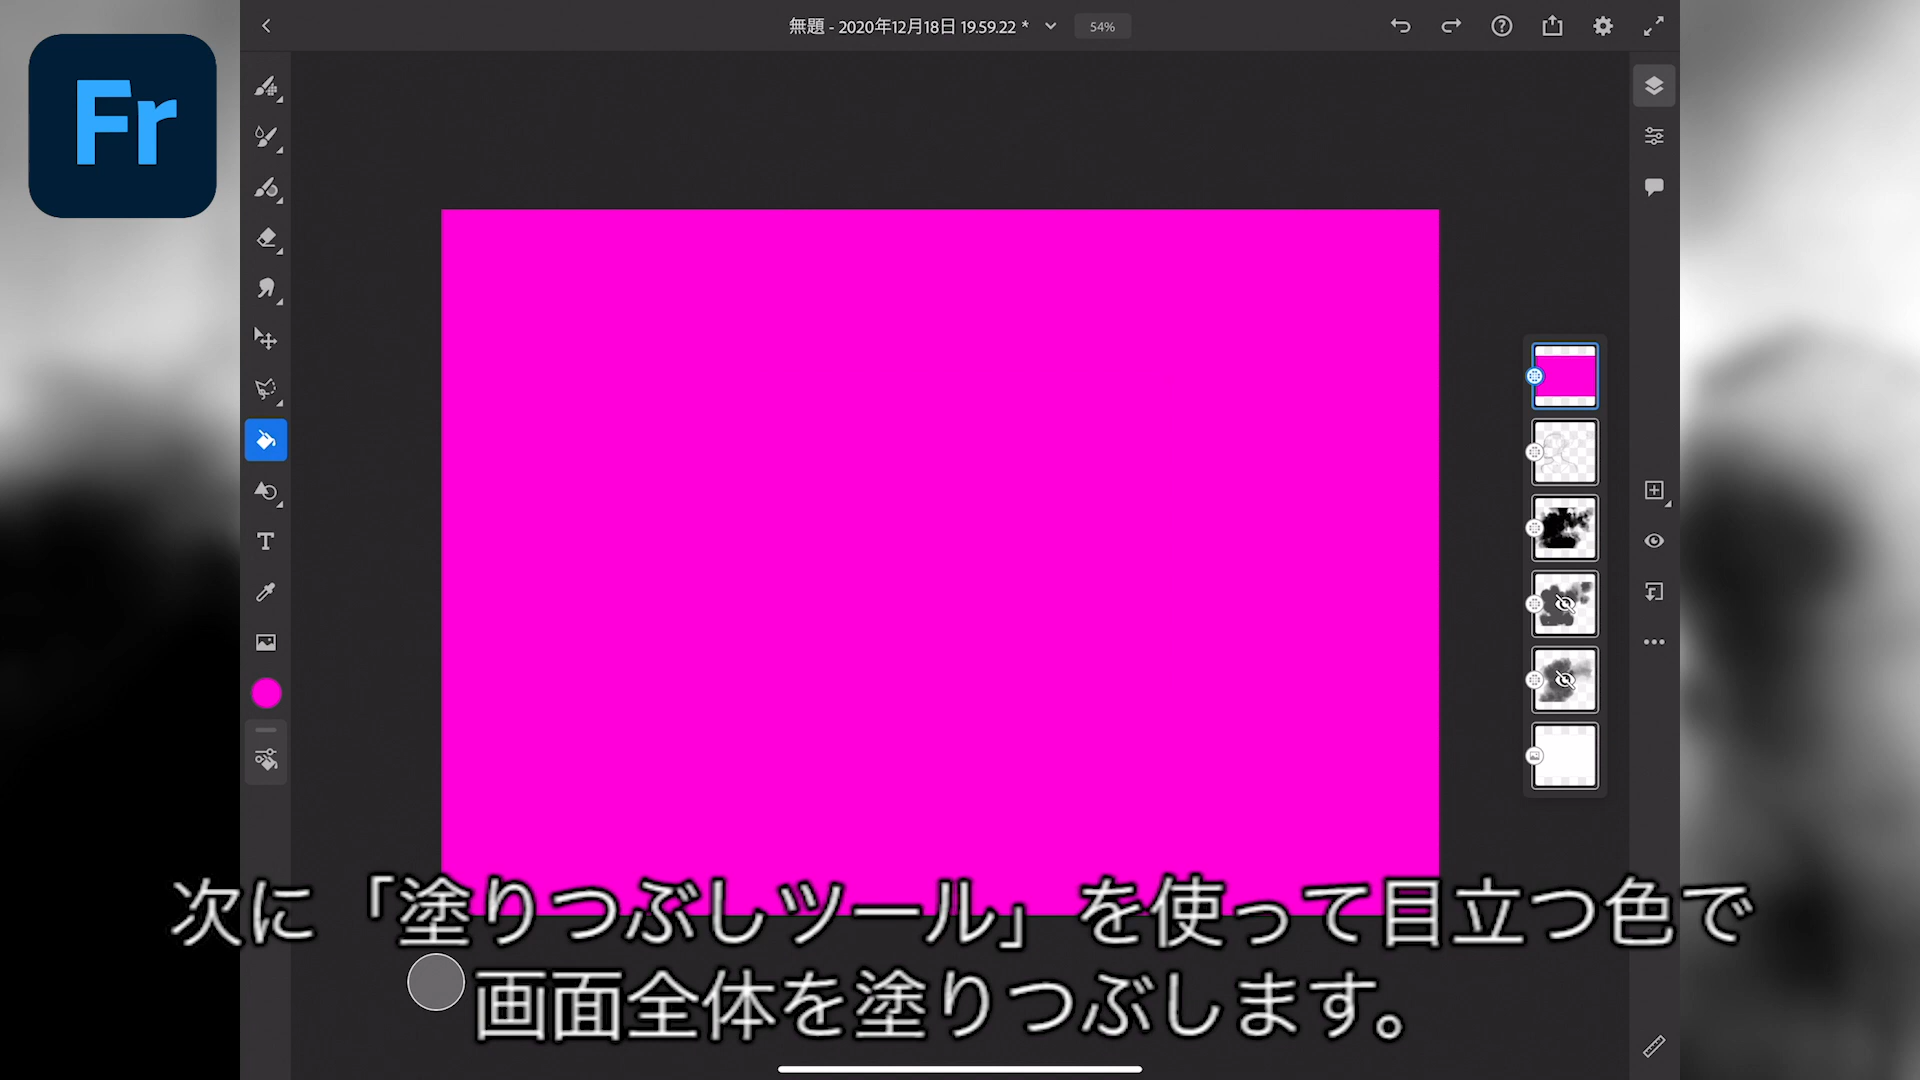 Fr
無題 - 2020年12月18日 19.59.22 *
54%
次に「塗りつぶしツール」を使って目立つ色で
画面全体を塗りつぶします。